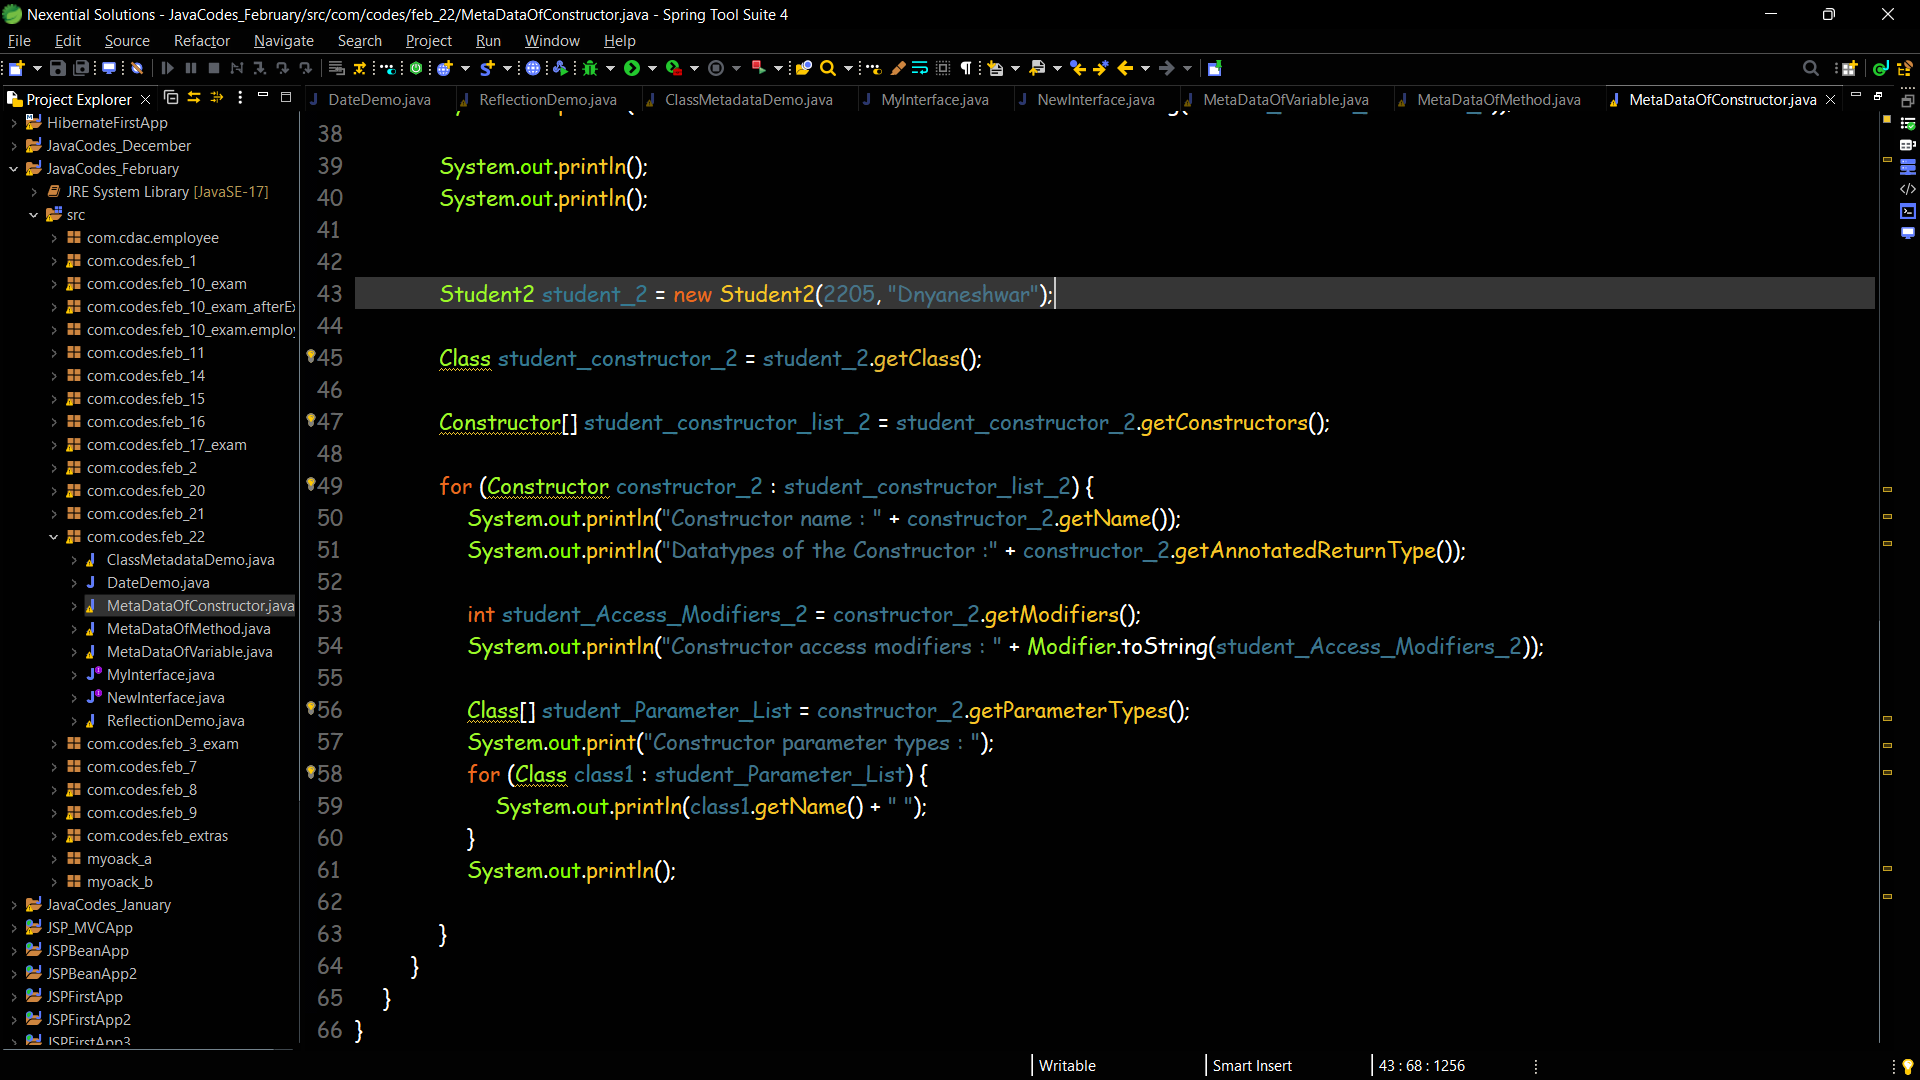 Nexential Solutions - JavaCodes_February/src/com/codes/feb_22/MetaDataOfConstructor.java - Spring Tool Suite 4
File Edit Source Refactor Navigate Search Project Run Window Help
Project Explorer
DateDemo.java ReflectionDemo.java ClassMetadataDemo.java MyInterface.java NewInterface.java MetaDataOfVariable.java MetaDataOfMethod.java MetaDataOfConstructor.java
HibernateFirstApp
JavaCodes_December
JavaCodes_February
JRE System Library [JavaSE-17]
src
com.cdac.employee
com.codes.feb_1
com.codes.feb_10_exam
com.codes.feb_10_exam_afterE
com.codes.feb_10_exam.emplo
com.codes.feb_11
com.codes.feb_14
com.codes.feb_15
com.codes.feb_16
com.codes.feb_17_exam
com.codes.feb_2
com.codes.feb_20
com.codes.feb_21
com.codes.feb_22
ClassMetadataDemo.java
DateDemo.java
MetaDataOfConstructor.java
MetaDataOfMethod.java
MetaDataOfVariable.java
MyInterface.java
NewInterface.java
ReflectionDemo.java
com.codes.feb_3_exam
com.codes.feb_7
com.codes.feb_8
com.codes.feb_9
com.codes.feb_extras
myoack_a
myoack_b
JavaCodes_January
JSP_MVCApp
JSPBeanApp
JSPBeanApp2
JSPFirstApp
JSPFirstApp2
JSPFirstApp3
38
39 System.out.println();
40 System.out.println();
41
42
43 Student2 student_2 = new Student2(2205, "Dnyaneshwar");
44
45 Class student_constructor_2 = student_2.getClass();
46
47 Constructor[] student_constructor_list_2 = student_constructor_2.getConstructors();
48
49 for (Constructor constructor_2 : student_constructor_list_2) {
50 System.out.println("Constructor name : " + constructor_2.getName());
51 System.out.println("Datatypes of the Constructor :" + constructor_2.getAnnotatedReturnType());
52
53 int student_Access_Modifiers_2 = constructor_2.getModifiers();
54 System.out.println("Constructor access modifiers : " + Modifier.toString(student_Access_Modifiers_2));
55
56 Class[] student_Parameter_List = constructor_2.getParameterTypes();
57 System.out.print("Constructor parameter types : ");
58 for (Class class1 : student_Parameter_List) {
59 System.out.println(class1.getName() + " ");
60 }
61 System.out.println();
62
63 }
64 }
65 }
66 }
Writable Smart Insert 43 : 68 : 1256